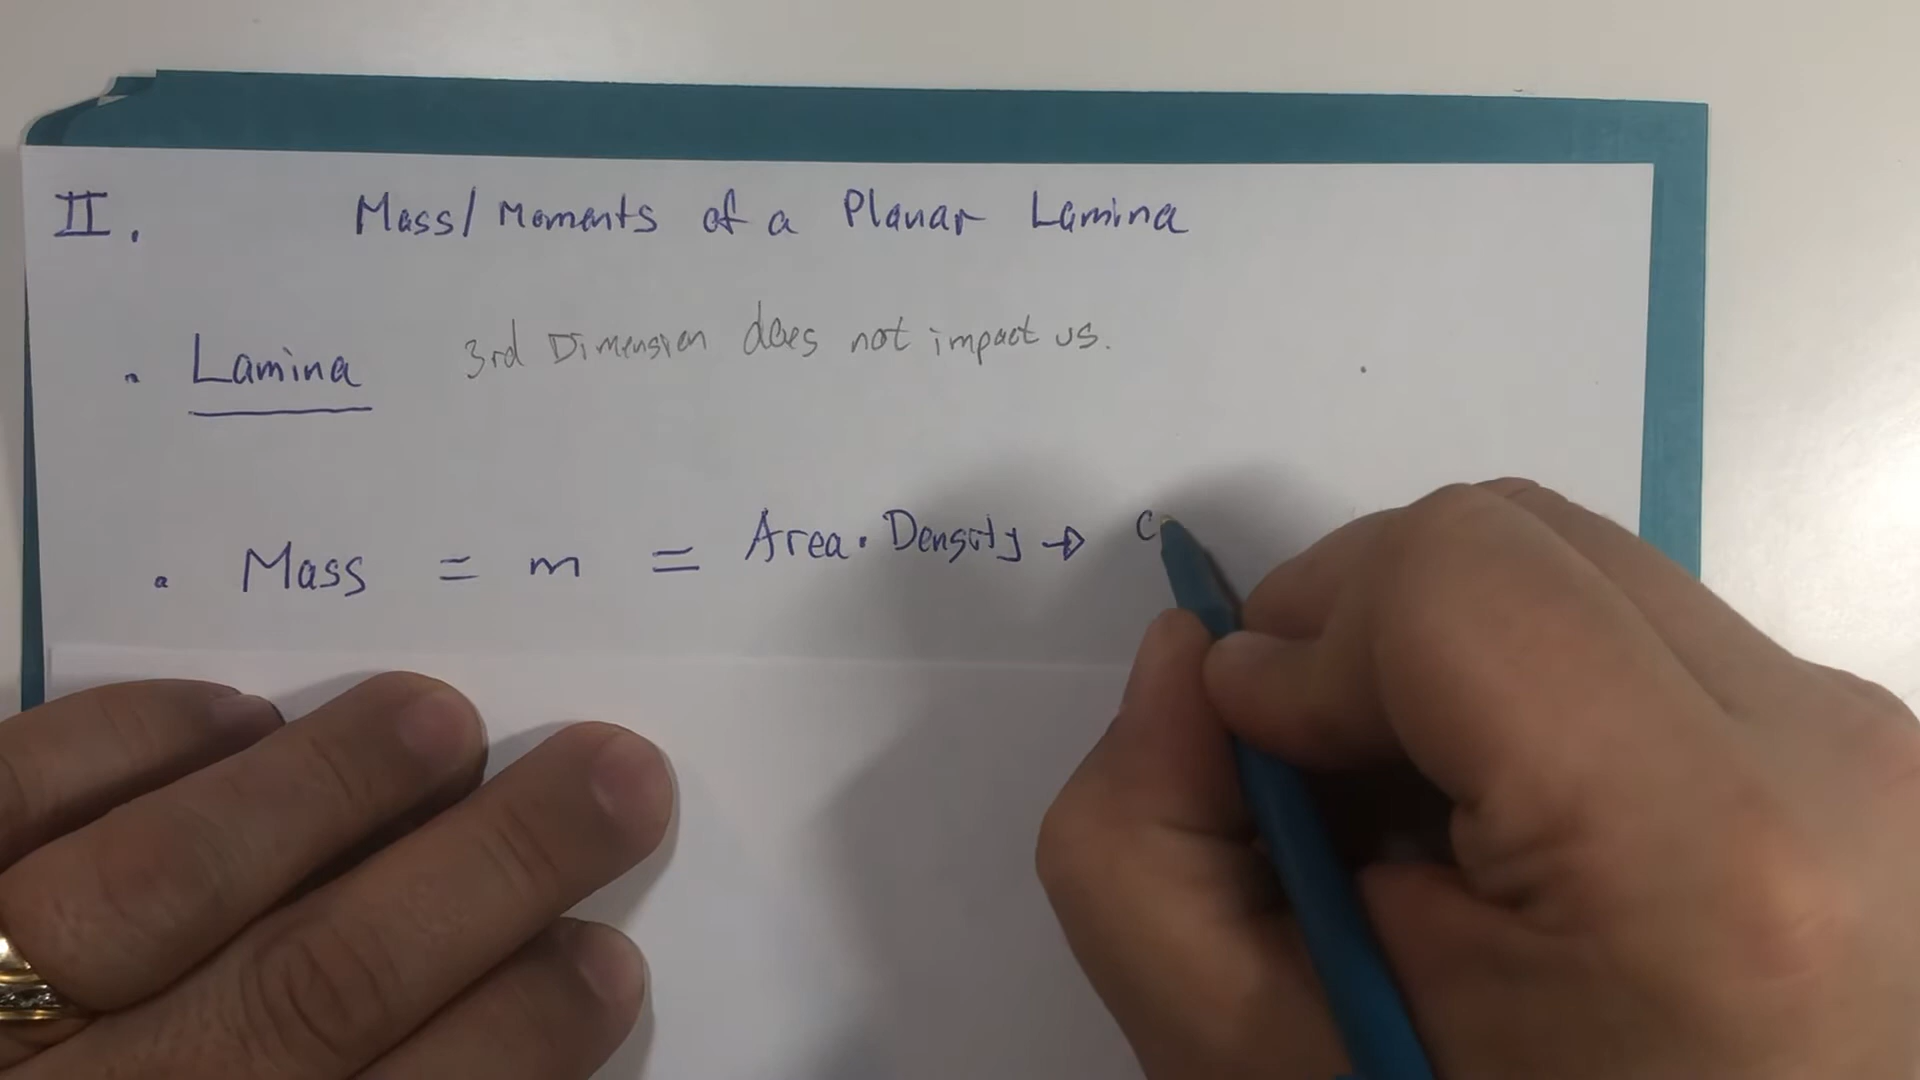 II. Mass/Moments of a Planar Lamina
Lamina 3rd Dimension does not impact us.
Mass = m = Area · Density → C